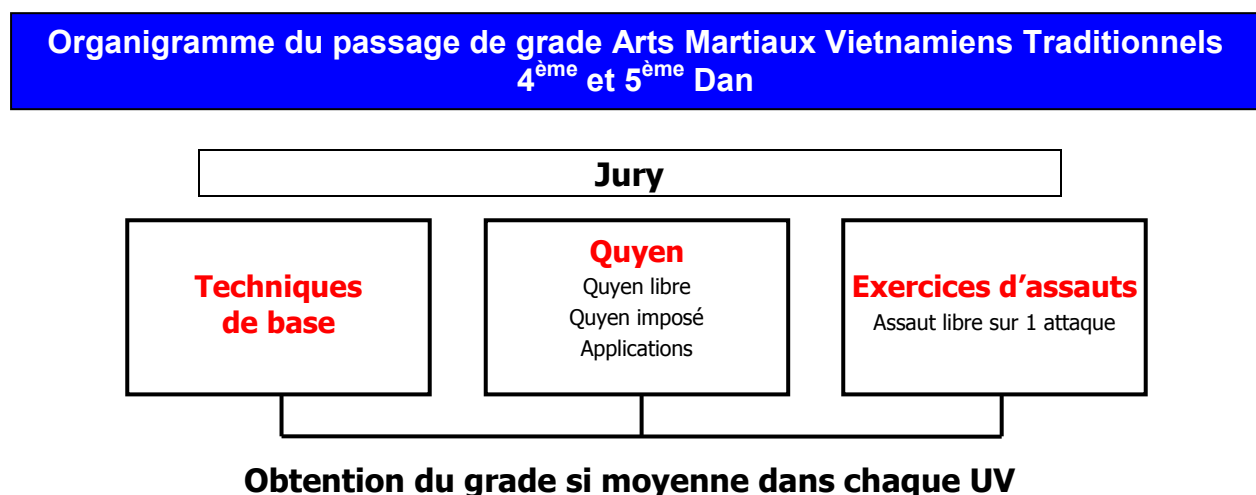 Organigramme du passage de grade Arts Martiaux Vietnamiens Traditionnels
4ème et 5ème Dan
Jury
Techniques
de base
Quyen
Quyen libre
Quyen imposé
Applications
Exercices d’assauts
Assaut libre sur 1 attaque
Obtention du grade si moyenne dans chaque UV